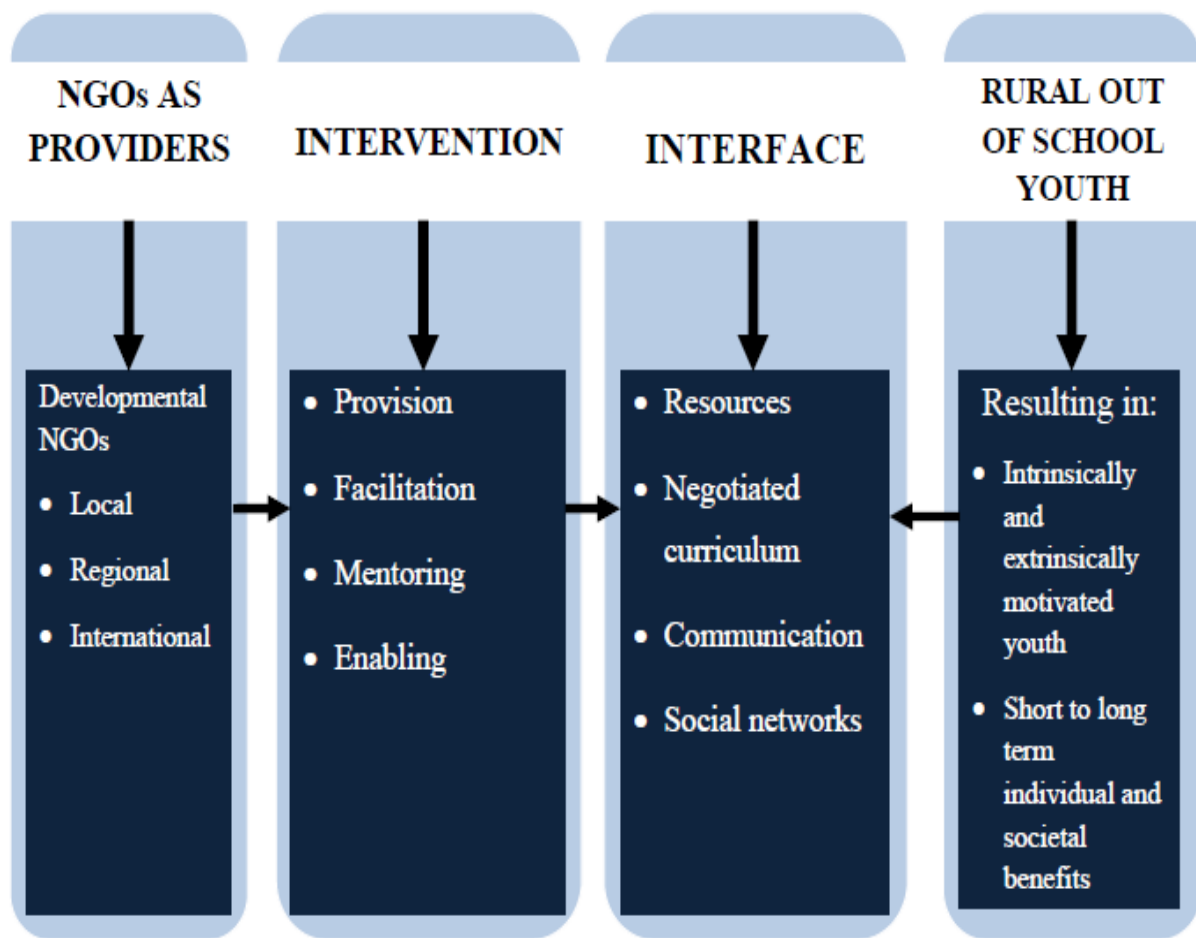 NGOs AS
PROVIDERS
INTERVENTION
INTERFACE
RURAL OUT
OF SCHOOL
YOUTH
Developmental
NGOs
• Local
• Regional
• International
• Provision
• Facilitation
• Mentoring
• Enabling
• Resources
• Negotiated
curriculum
• Communication
• Social networks
Resulting in:
• Intrinsically
and
extrinsically
motivated
youth
• Short to long
term
individual and
societal
benefits